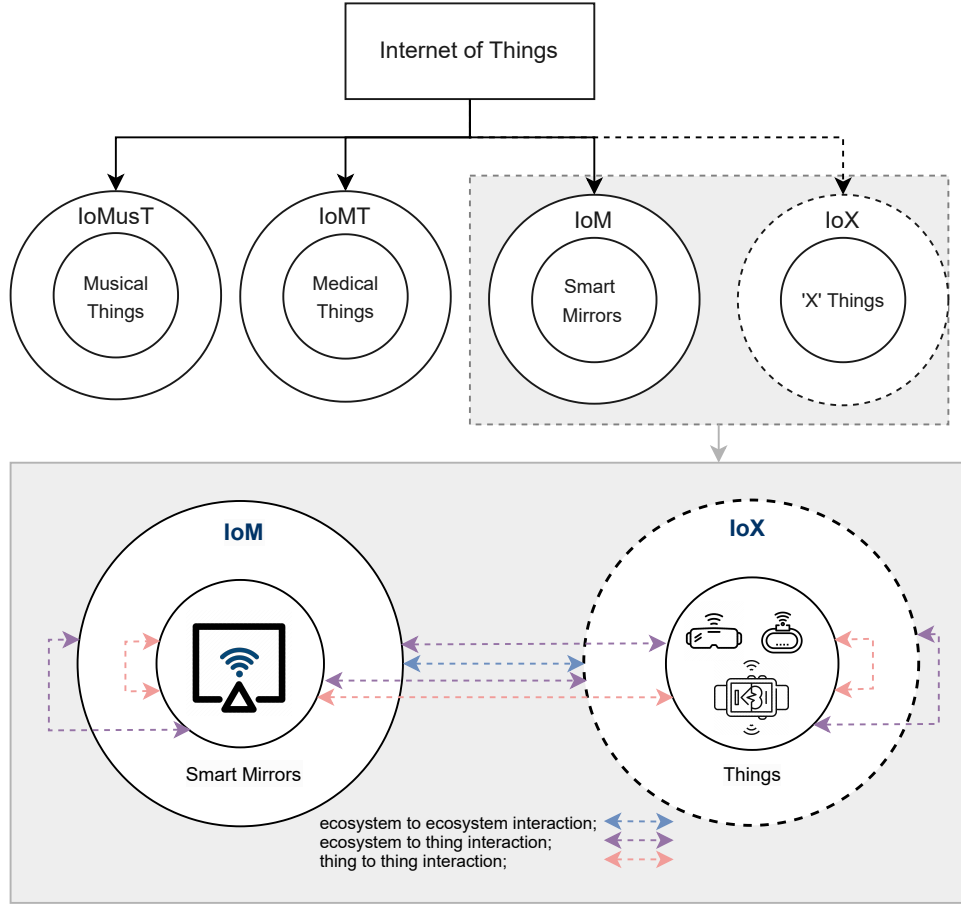 Internet of Things
IoMusT
Musical
Things
IoMT
Medical
Things
IoM
Smart
Mirrors
IoX
'X' Things
IoM
Smart Mirrors
IoX
Things
ecosystem to ecosystem interaction;
ecosystem to thing interaction;
thing to thing interaction;